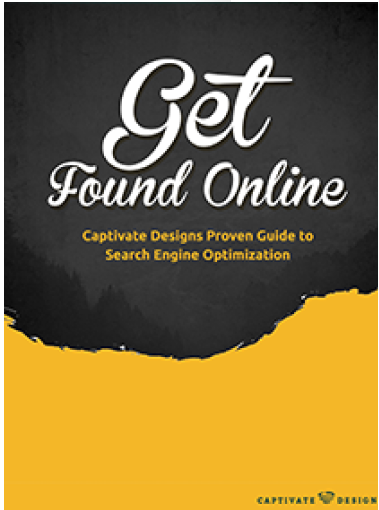 Get
Found Online
Captivate Designs Proven Guide to
Search Engine Optimization
CAPTIVATE DESIGN